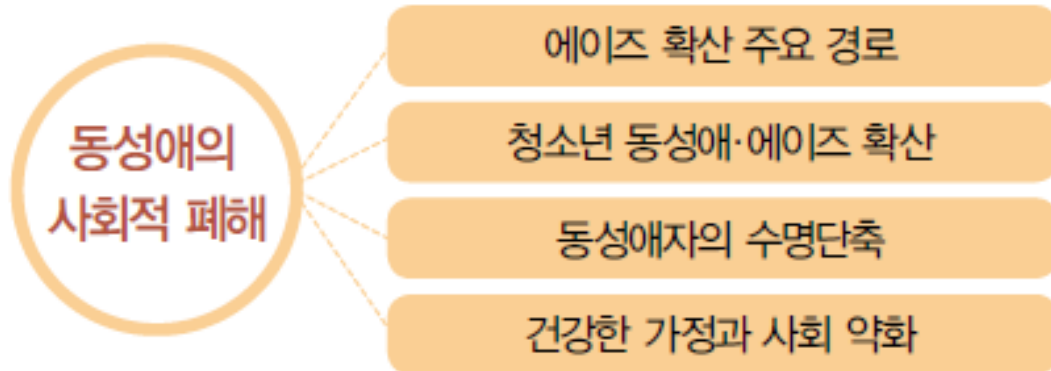 동성애의
사회적 폐해
에이즈 확산 주요 경로
청소년 동성애·에이즈 확산
동성애자의 수명단축
건강한 가정과 사회 약화